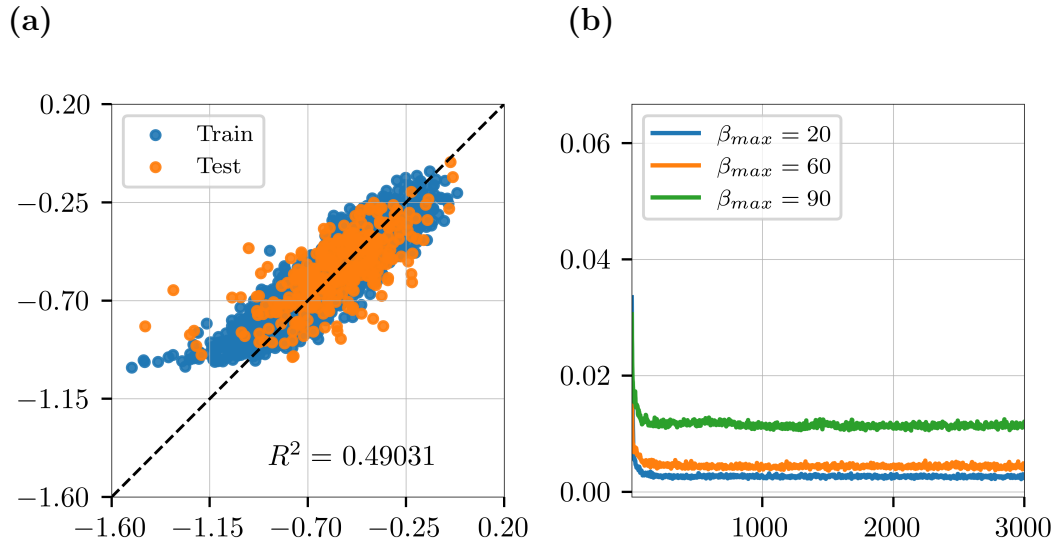 (a)
0.20
−0.25
−0.70
−1.15
−1.60
Train
Test
R² = 0.49031
−1.60 −1.15 −0.70 −0.25 0.20
(b)
0.06
0.04
0.02
0.00
β_max = 20
β_max = 60
β_max = 90
1000 2000 3000